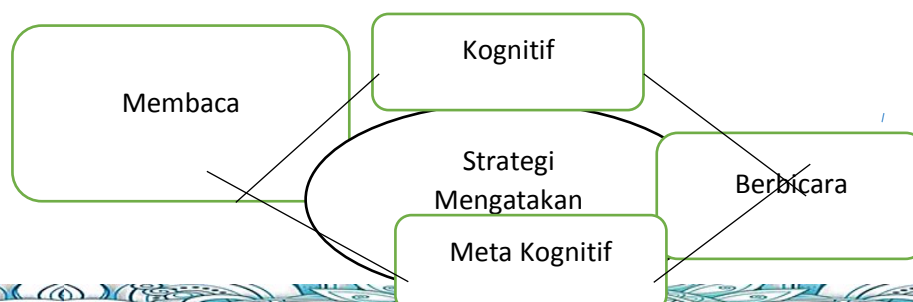 Kognitif
Membaca
Strategi
Mengatakan
Berbicara
Meta Kognitif